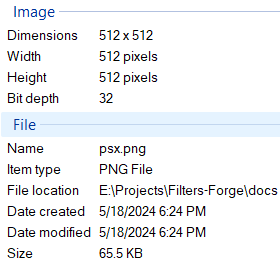 Image
Dimensions 512 x 512
Width 512 pixels
Height 512 pixels
Bit depth 32
File
Name psx.png
Item type PNG File
File location E:\Projects\Filters-Forge\docs
Date created 5/18/2024 6:24 PM
Date modified 5/18/2024 6:24 PM
Size 65.5 KB